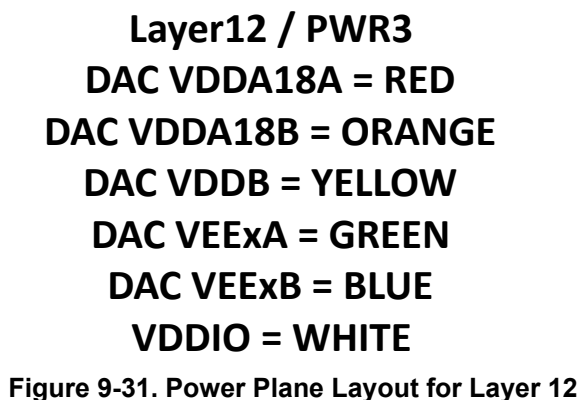 Layer12 / PWR3
DAC VDDA18A = RED
DAC VDDA18B = ORANGE
DAC VDDB = YELLOW
DAC VEExA = GREEN
DAC VEExB = BLUE
VDDIO = WHITE
Figure 9-31. Power Plane Layout for Layer 12